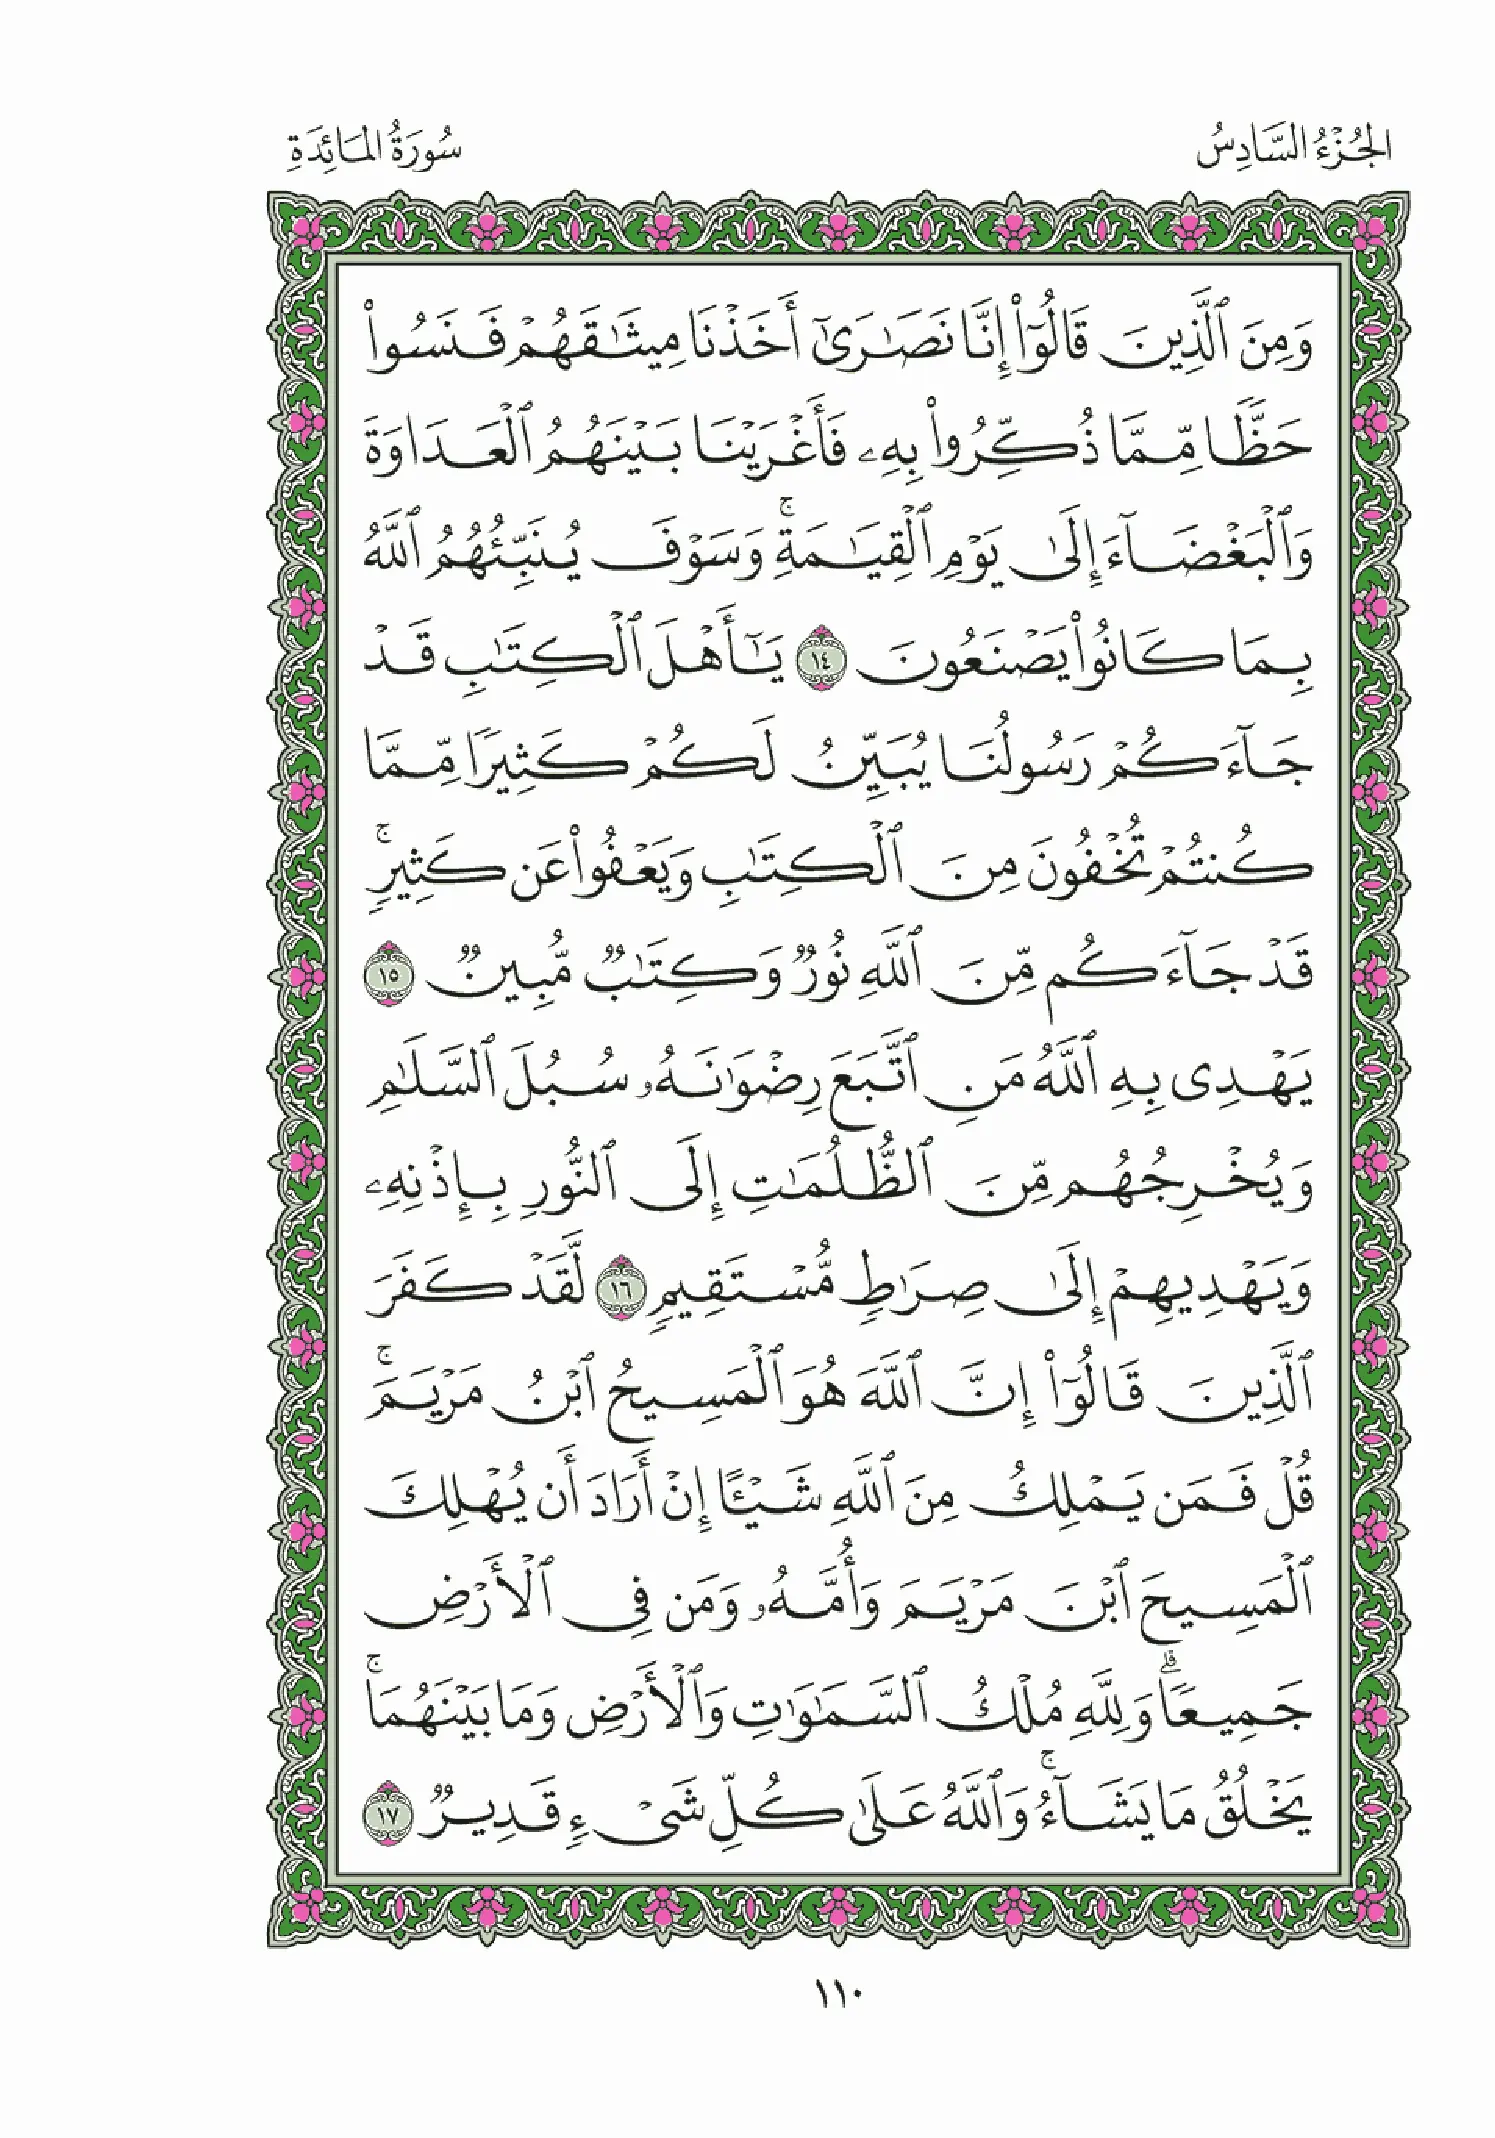 الجُزْءُ السَّادِسُ
سُورَةُ المَائِدَةِ
وَمِنَ ٱلَّذِينَ قَالُوٓا۟ إِنَّا نَصَـٰرَىٰٓ أَخَذْنَا مِيثَـٰقَهُمْ فَنَسُوا۟
حَظًّا مِّمَّا ذُكِّرُوا۟ بِهِۦ فَأَغْرَيْنَا بَيْنَهُمُ ٱلْعَدَاوَةَ
وَٱلْبَغْضَآءَ إِلَىٰ يَوْمِ ٱلْقِيَـٰمَةِ ۚ وَسَوْفَ يُنَبِّئُهُمُ ٱللَّهُ
بِمَا كَانُوا۟ يَصْنَعُونَ ١٤ يَـٰٓأَهْلَ ٱلْكِتَـٰبِ قَدْ
جَآءَكُمْ رَسُولُنَا يُبَيِّنُ لَكُمْ كَثِيرًا مِّمَّا
كُنتُمْ تُخْفُونَ مِنَ ٱلْكِتَـٰبِ وَيَعْفُوا۟ عَن كَثِيرٍ ۚ
قَدْ جَآءَكُم مِّنَ ٱللَّهِ نُورٌ وَكِتَـٰبٌ مُّبِينٌ ١٥
يَهْدِى بِهِ ٱللَّهُ مَنِ ٱتَّبَعَ رِضْوَٰنَهُۥ سُبُلَ ٱلسَّلَـٰمِ
وَيُخْرِجُهُم مِّنَ ٱلظُّلُمَـٰتِ إِلَى ٱلنُّورِ بِإِذْنِهِۦ
وَيَهْدِيهِمْ إِلَىٰ صِرَٰطٍ مُّسْتَقِيمٍ ١٦ لَّقَدْ كَفَرَ
ٱلَّذِينَ قَالُوٓا۟ إِنَّ ٱللَّهَ هُوَ ٱلْمَسِيحُ ٱبْنُ مَرْيَمَ ۚ
قُلْ فَمَن يَمْلِكُ مِنَ ٱللَّهِ شَيْـًٔا إِنْ أَرَادَ أَن يُهْلِكَ
ٱلْمَسِيحَ ٱبْنَ مَرْيَمَ وَأُمَّهُۥ وَمَن فِى ٱلْأَرْضِ
جَمِيعًا ۗ وَلِلَّهِ مُلْكُ ٱلسَّمَـٰوَٰتِ وَٱلْأَرْضِ وَمَا بَيْنَهُمَا ۚ
يَخْلُقُ مَا يَشَآءُ ۚ وَٱللَّهُ عَلَىٰ كُلِّ شَىْءٍ قَدِيرٌ ١٧
١١٠